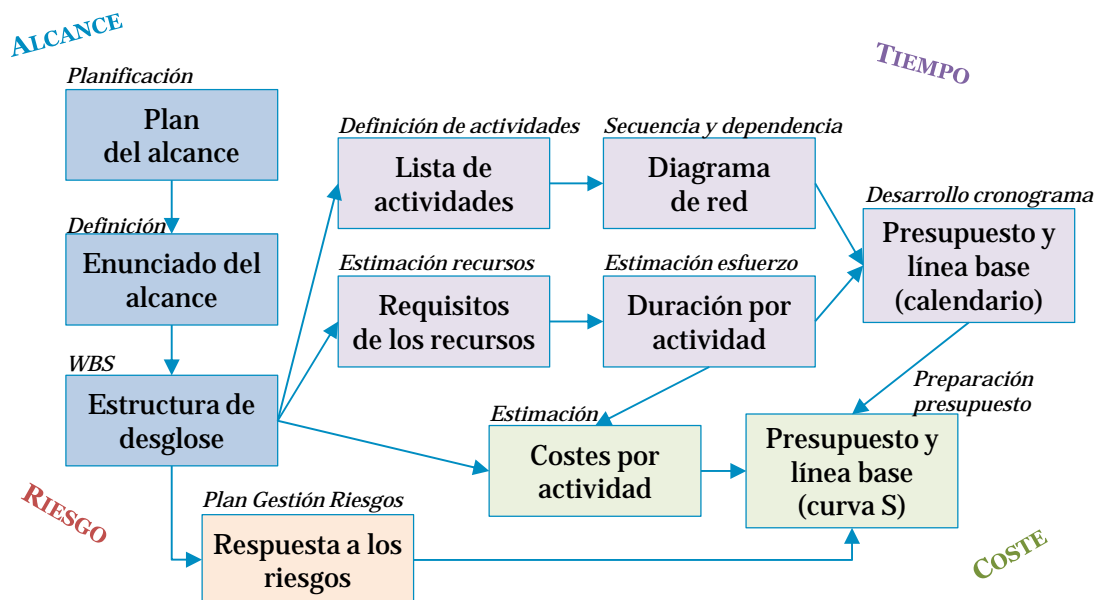 ALCANCE
TIEMPO
Planificación
Plan
del alcance
Definición de actividades
Lista de
actividades
Secuencia y dependencia
Diagrama
de red
Desarrollo cronograma
Presupuesto y
línea base
(calendario)
Definición
Enunciado del
alcance
Estimación recursos
Requisitos
de los recursos
Estimación esfuerzo
Duración por
actividad
WBS
Estructura de
desglose
Estimación
Costes por
actividad
Preparación
presupuesto
Presupuesto y
línea base
(curva S)
RIESGO
Plan Gestión Riesgos
Respuesta a los
riesgos
COSTE